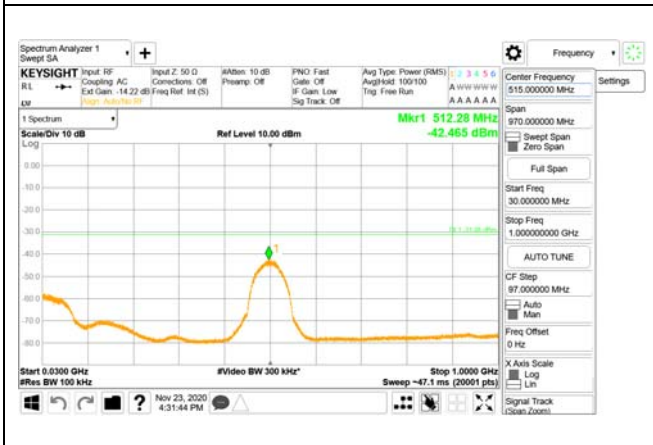 Spectrum Analyzer 1
Swept SA
+
Frequency
KEYSIGHT
RL
Input: RF
Coupling: AC
Ext Gain: -14.22 dB
Align: Auto/No RF
Input Z: 50 Ω
Corrections: Off
Freq Ref: Int (S)
#Atten: 10 dB
Preamp: Off
PNO: Fast
Gate: Off
IF Gain: Low
Sig Track: Off
Avg Type: Power (RMS)
Avg|Hold: 100/100
Trig: Free Run
1 2 3 4 5 6
A W W W W W
A A A A A A
1 Spectrum
Scale/Div 10 dB
Log
Ref Level 10.00 dBm
Mkr1 512.28 MHz
-42.465 dBm
0.00
-10.0
-20.0
-30.0
-40.0
-50.0
-60.0
-70.0
-80.0
1
Start 0.0300 GHz
#Res BW 100 kHz
#Video BW 300 kHz*
Stop 1.0000 GHz
Sweep ~47.1 ms (20001 pts)
Nov 23, 2020
4:31:44 PM
?
Center Frequency
515.000000 MHz
Settings
Span
970.000000 MHz
Swept Span
Zero Span
Full Span
Start Freq
30.000000 MHz
Stop Freq
1.000000000 GHz
AUTO TUNE
CF Step
97.000000 MHz
Auto
Man
Freq Offset
0 Hz
X Axis Scale
Log
Lin
Signal Track
(Span Zoom)